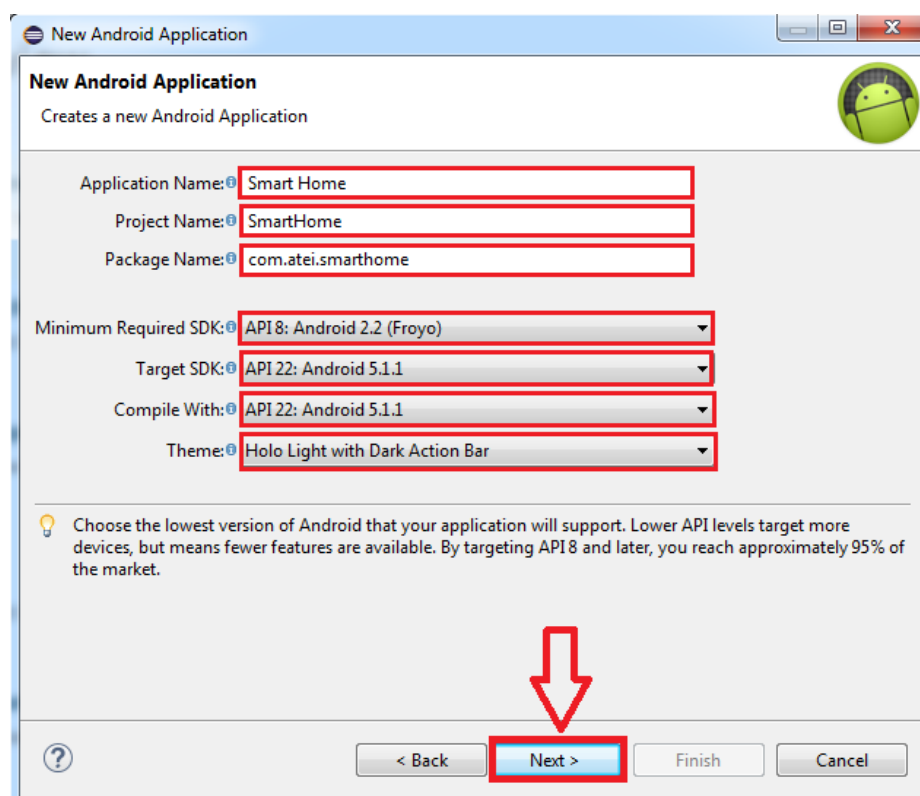 New Android Application
New Android Application
Creates a new Android Application
Application Name: Smart Home
Project Name: SmartHome
Package Name: com.atei.smarthome
Minimum Required SDK: API 8: Android 2.2 (Froyo)
Target SDK: API 22: Android 5.1.1
Compile With: API 22: Android 5.1.1
Theme: Holo Light with Dark Action Bar
Choose the lowest version of Android that your application will support. Lower API levels target more
devices, but means fewer features are available. By targeting API 8 and later, you reach approximately 95% of
the market.
? < Back Next > Finish Cancel